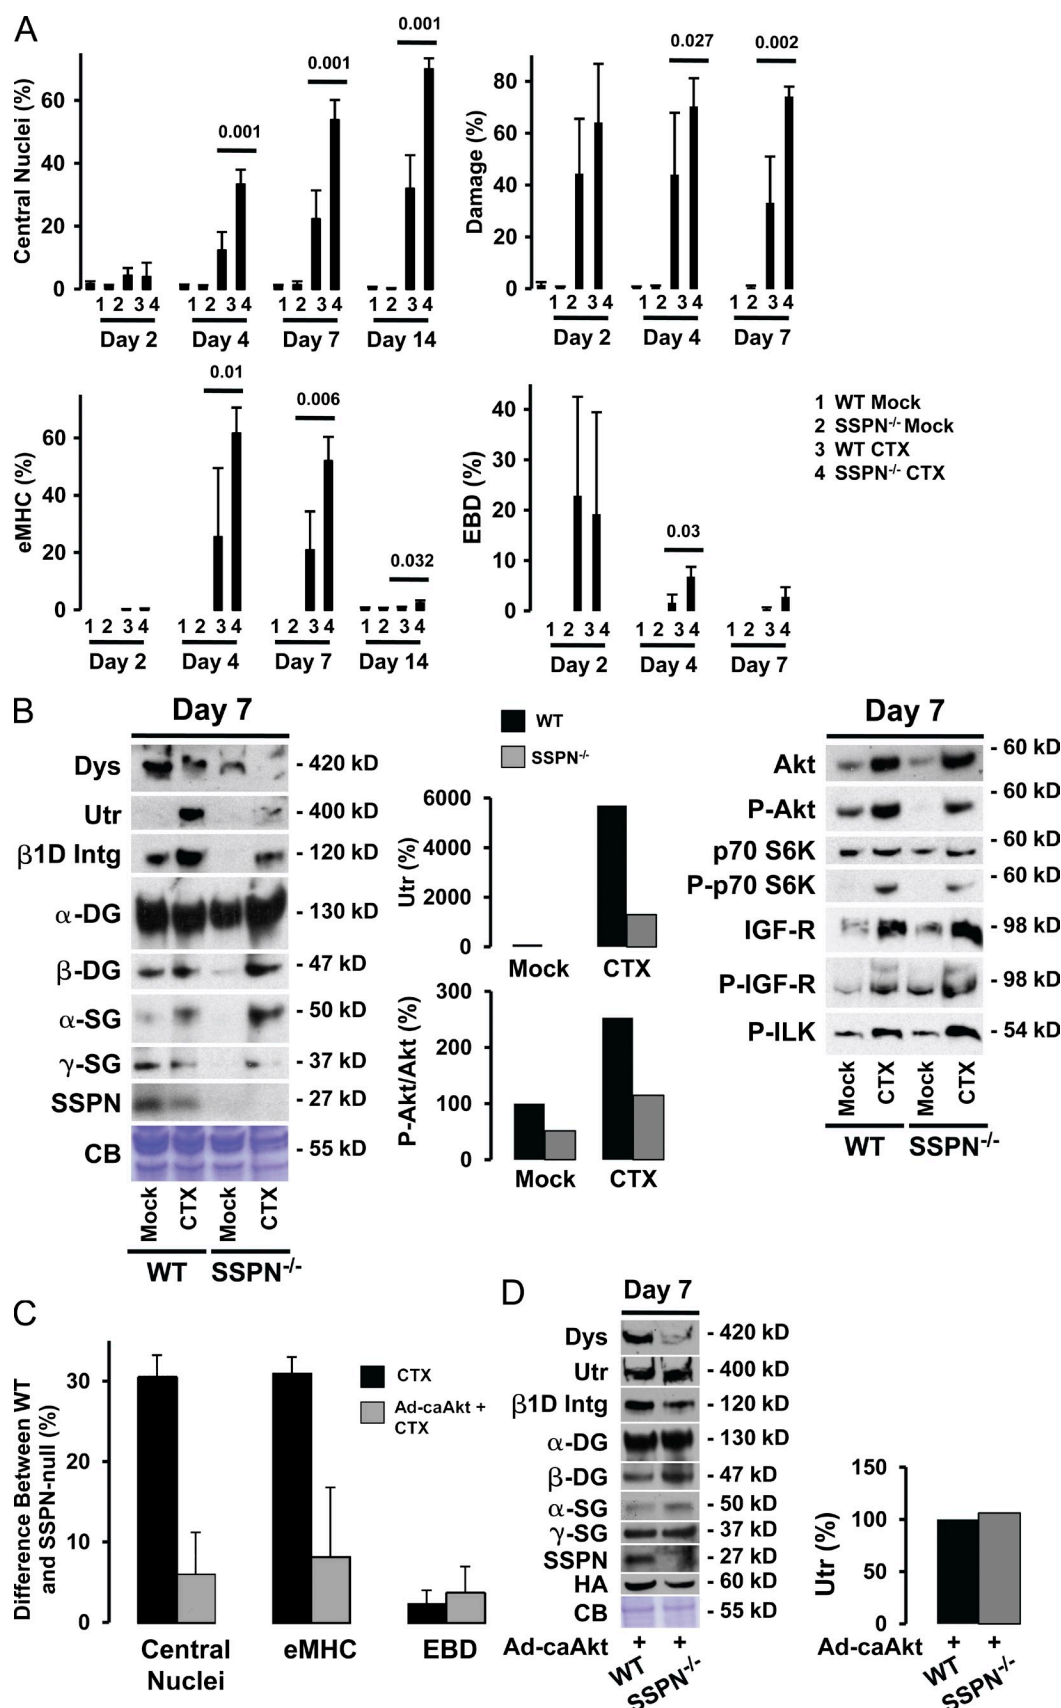 A
Central Nuclei (%)
60
40
20
0
0.001
0.001
0.001
1 2 3 4
1 2 3 4
1 2 3 4
1 2 3 4
Day 2
Day 4
Day 7
Day 14
Damage (%)
80
60
40
20
0
0.027
0.002
1 2 3 4
1 2 3 4
1 2 3 4
Day 2
Day 4
Day 7
eMHC (%)
60
40
20
0
0.01
0.006
0.032
1 2 3 4
1 2 3 4
1 2 3 4
1 2 3 4
Day 2
Day 4
Day 7
Day 14
EBD (%)
40
30
20
10
0
0.03
1 2 3 4
1 2 3 4
1 2 3 4
Day 2
Day 4
Day 7
1 WT Mock
2 SSPN-/- Mock
3 WT CTX
4 SSPN-/- CTX
B
Day 7
Dys - 420 kD
Utr - 400 kD
β1D Intg - 120 kD
α-DG - 130 kD
β-DG - 47 kD
α-SG - 50 kD
γ-SG - 37 kD
SSPN - 27 kD
CB - 55 kD
Mock CTX Mock CTX
WT SSPN-/-
WT
SSPN-/-
Utr (%)
6000
4000
2000
0
Mock CTX
P-Akt/Akt (%)
300
200
100
0
Mock CTX
Day 7
Akt - 60 kD
P-Akt - 60 kD
p70 S6K - 60 kD
P-p70 S6K - 60 kD
IGF-R - 98 kD
P-IGF-R - 98 kD
P-ILK - 54 kD
Mock CTX Mock CTX
WT SSPN-/-
C
Difference Between WT
and SSPN-null (%)
30
20
10
0
Central
Nuclei
eMHC
EBD
CTX
Ad-caAkt +
CTX
D
Day 7
Dys - 420 kD
Utr - 400 kD
β1D Intg - 120 kD
α-DG - 130 kD
β-DG - 47 kD
α-SG - 50 kD
γ-SG - 37 kD
SSPN - 27 kD
HA - 60 kD
CB - 55 kD
Ad-caAkt + +
WT SSPN-/-
Utr (%)
150
100
50
0
Ad-caAkt + +
WT SSPN-/-